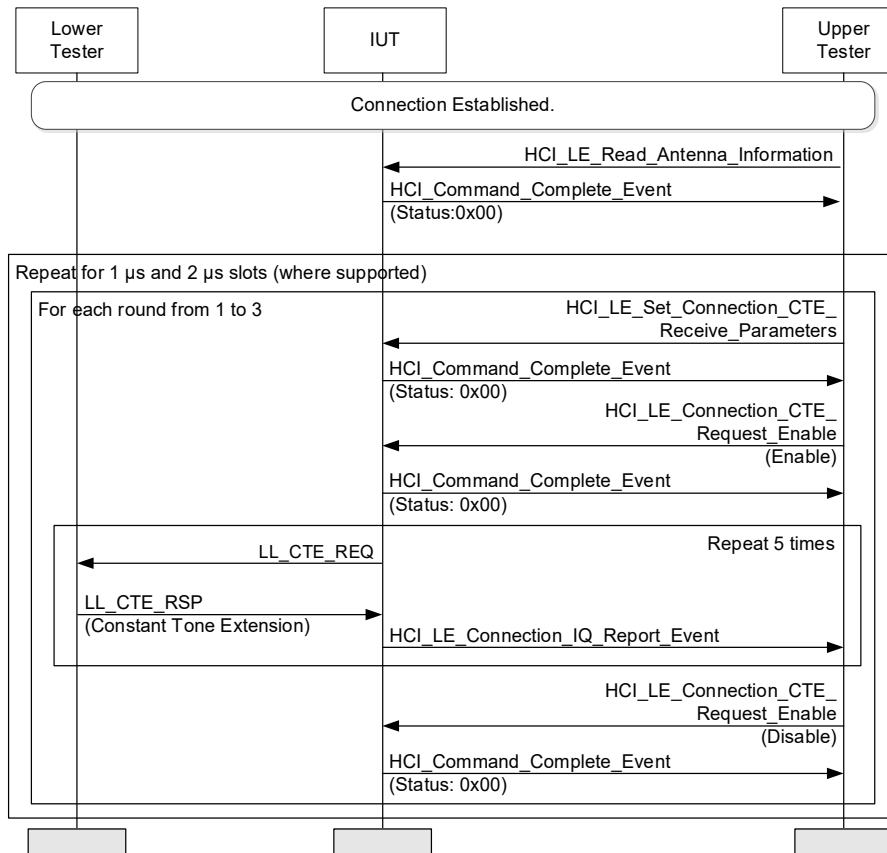 Lower
Tester
IUT
Upper
Tester
Connection Established.
HCI_LE_Read_Antenna_Information
HCI_Command_Complete_Event
(Status:0x00)
Repeat for 1 µs and 2 µs slots (where supported)
For each round from 1 to 3
HCI_LE_Set_Connection_CTE_
Receive_Parameters
HCI_Command_Complete_Event
(Status: 0x00)
HCI_LE_Connection_CTE_
Request_Enable
(Enable)
HCI_Command_Complete_Event
(Status: 0x00)
Repeat 5 times
LL_CTE_REQ
LL_CTE_RSP
(Constant Tone Extension)
HCI_LE_Connection_IQ_Report_Event
HCI_LE_Connection_CTE_
Request_Enable
(Disable)
HCI_Command_Complete_Event
(Status: 0x00)